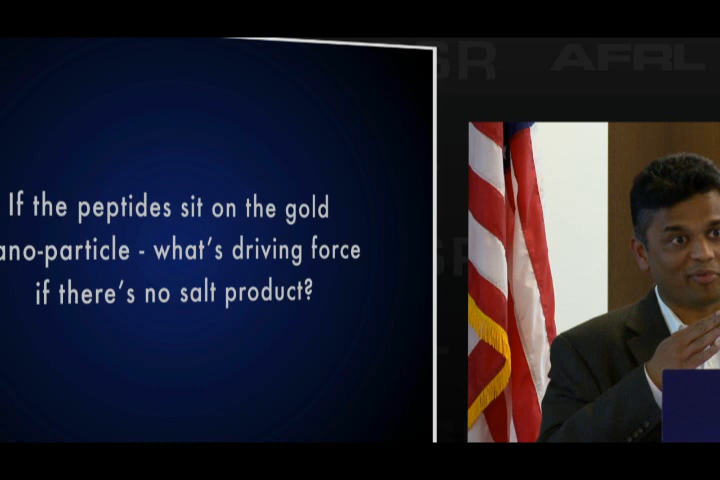 AFRL
If the peptides sit on the gold
ano-particle - what's driving force
if there's no salt product?